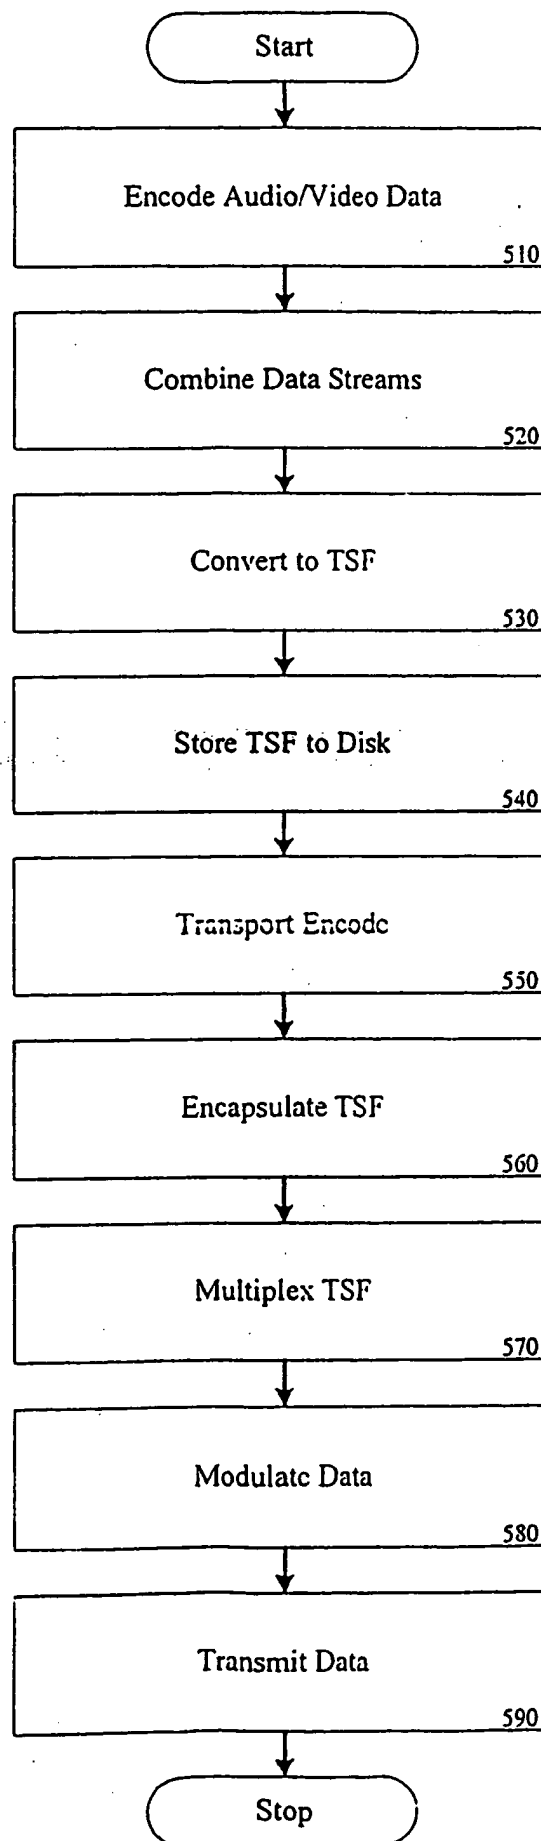 Start
Encode Audio/Video Data
510
Combine Data Streams
520
Convert to TSF
530
Store TSF to Disk
540
Transport Encode
550
Encapsulate TSF
560
Multiplex TSF
570
Modulate Data
580
Transmit Data
590
Stop